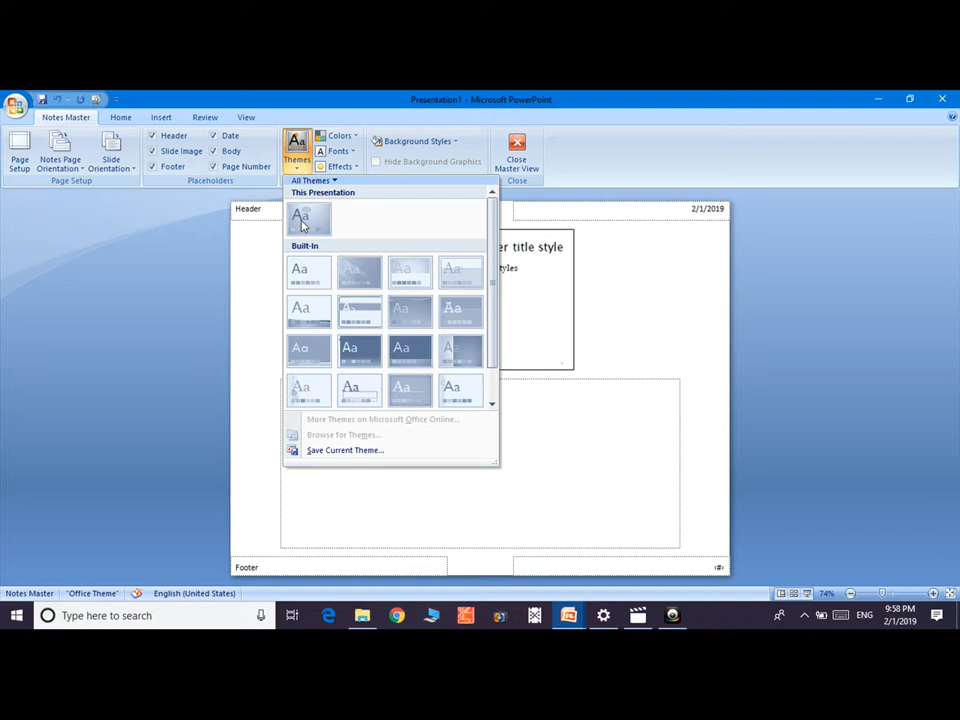 Presentation1 - Microsoft PowerPoint
Notes Master Home Insert Review View
Page Setup
Notes Page Orientation
Slide Orientation
Page Setup
Header Date
Slide Image Body
Footer Page Number
Placeholders
Themes
Colors
Fonts
Effects
Background Styles
Hide Background Graphics
Close Master View
Close
All Themes
This Presentation
Aa
Built-In
Aa Aa Aa Aa
Aa Aa Aa Aa
Aa Aa Aa Aa
Aa Aa Aa Aa
More Themes on Microsoft Office Online...
Browse for Themes...
Save Current Theme...
Header
2/1/2019
er title style
tyles
Footer
‹#›
Notes Master "Office Theme" English (United States) 74%
Type here to search
ENG
9:58 PM
2/1/2019